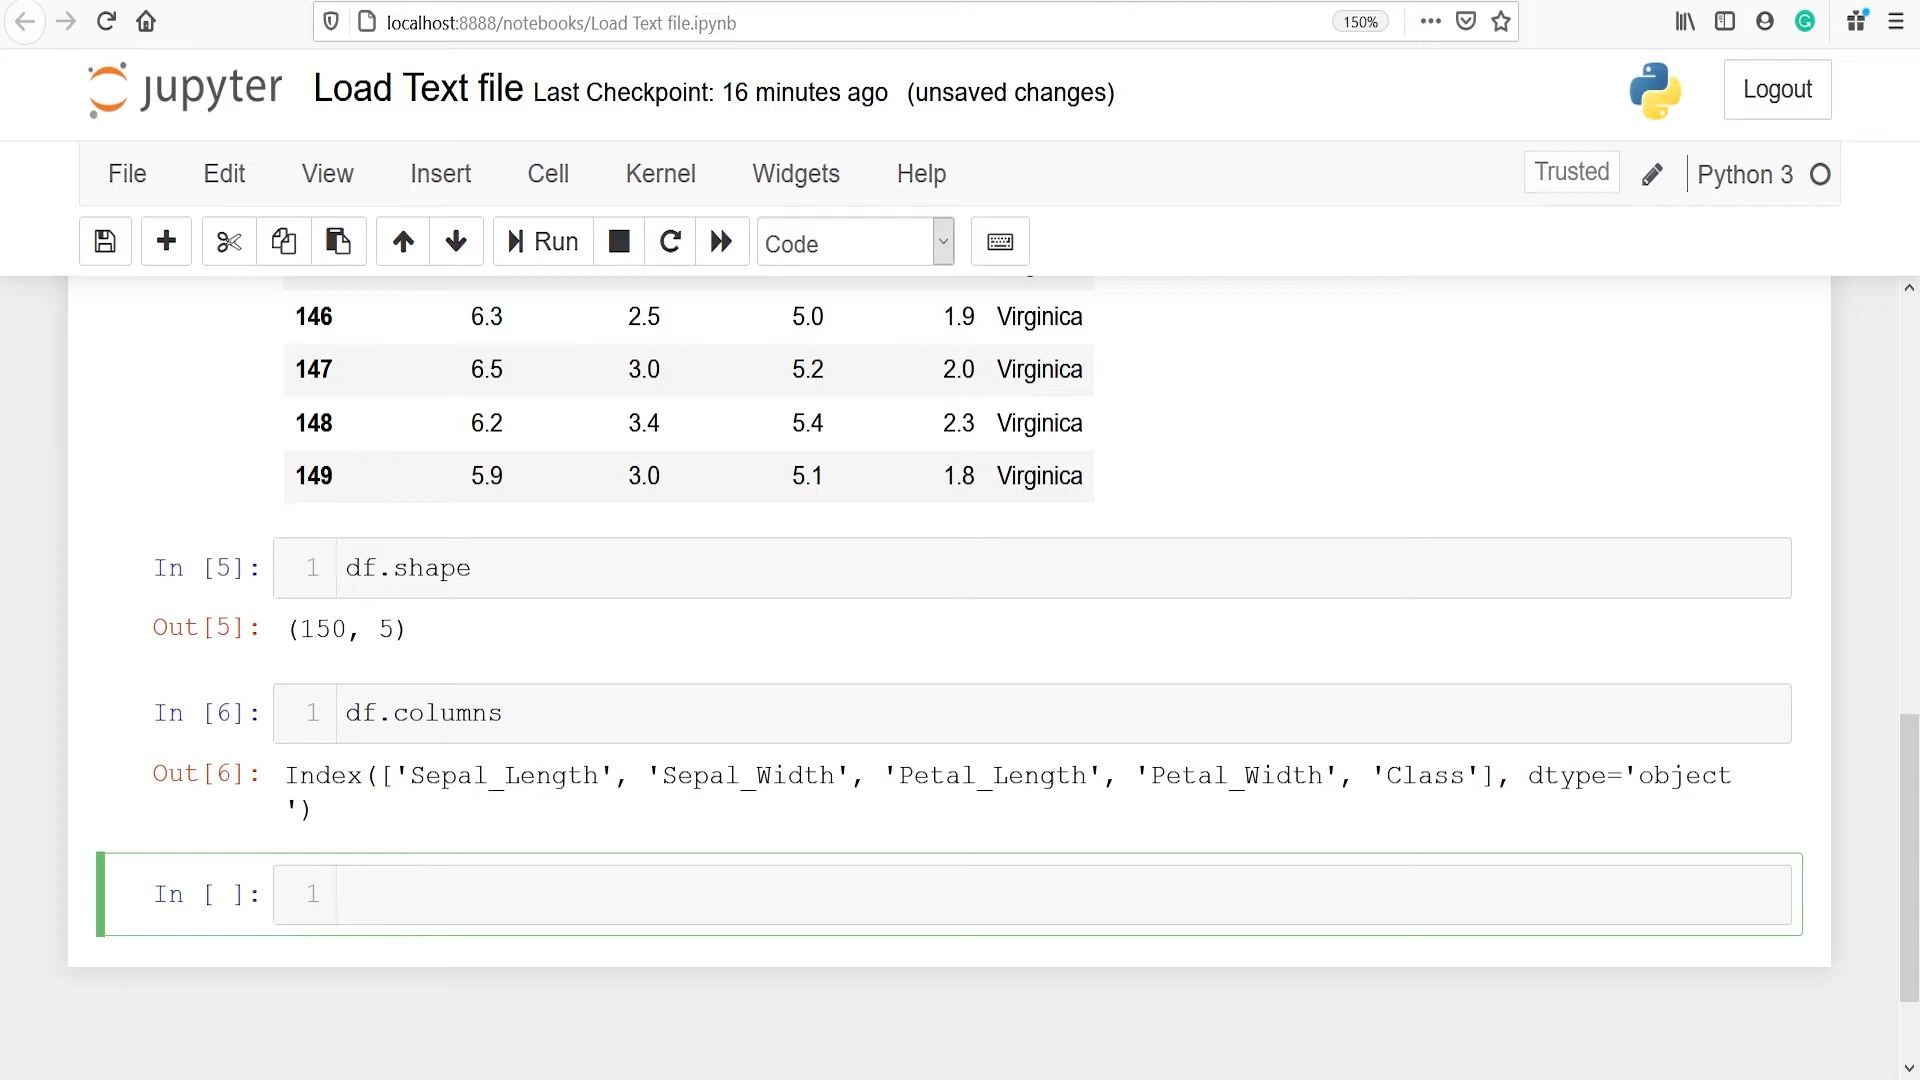 localhost:8888/notebooks/Load Text file.ipynb
150%
jupyter Load Text file Last Checkpoint: 16 minutes ago (unsaved changes)
Logout
File Edit View Insert Cell Kernel Widgets Help Trusted Python 3
Run Code
146 6.3 2.5 5.0 1.9 Virginica
147 6.5 3.0 5.2 2.0 Virginica
148 6.2 3.4 5.4 2.3 Virginica
149 5.9 3.0 5.1 1.8 Virginica
In [5]: 1 df.shape
Out[5]: (150, 5)
In [6]: 1 df.columns
Out[6]: Index(['Sepal_Length', 'Sepal_Width', 'Petal_Length', 'Petal_Width', 'Class'], dtype='object
')
In [ ]: 1